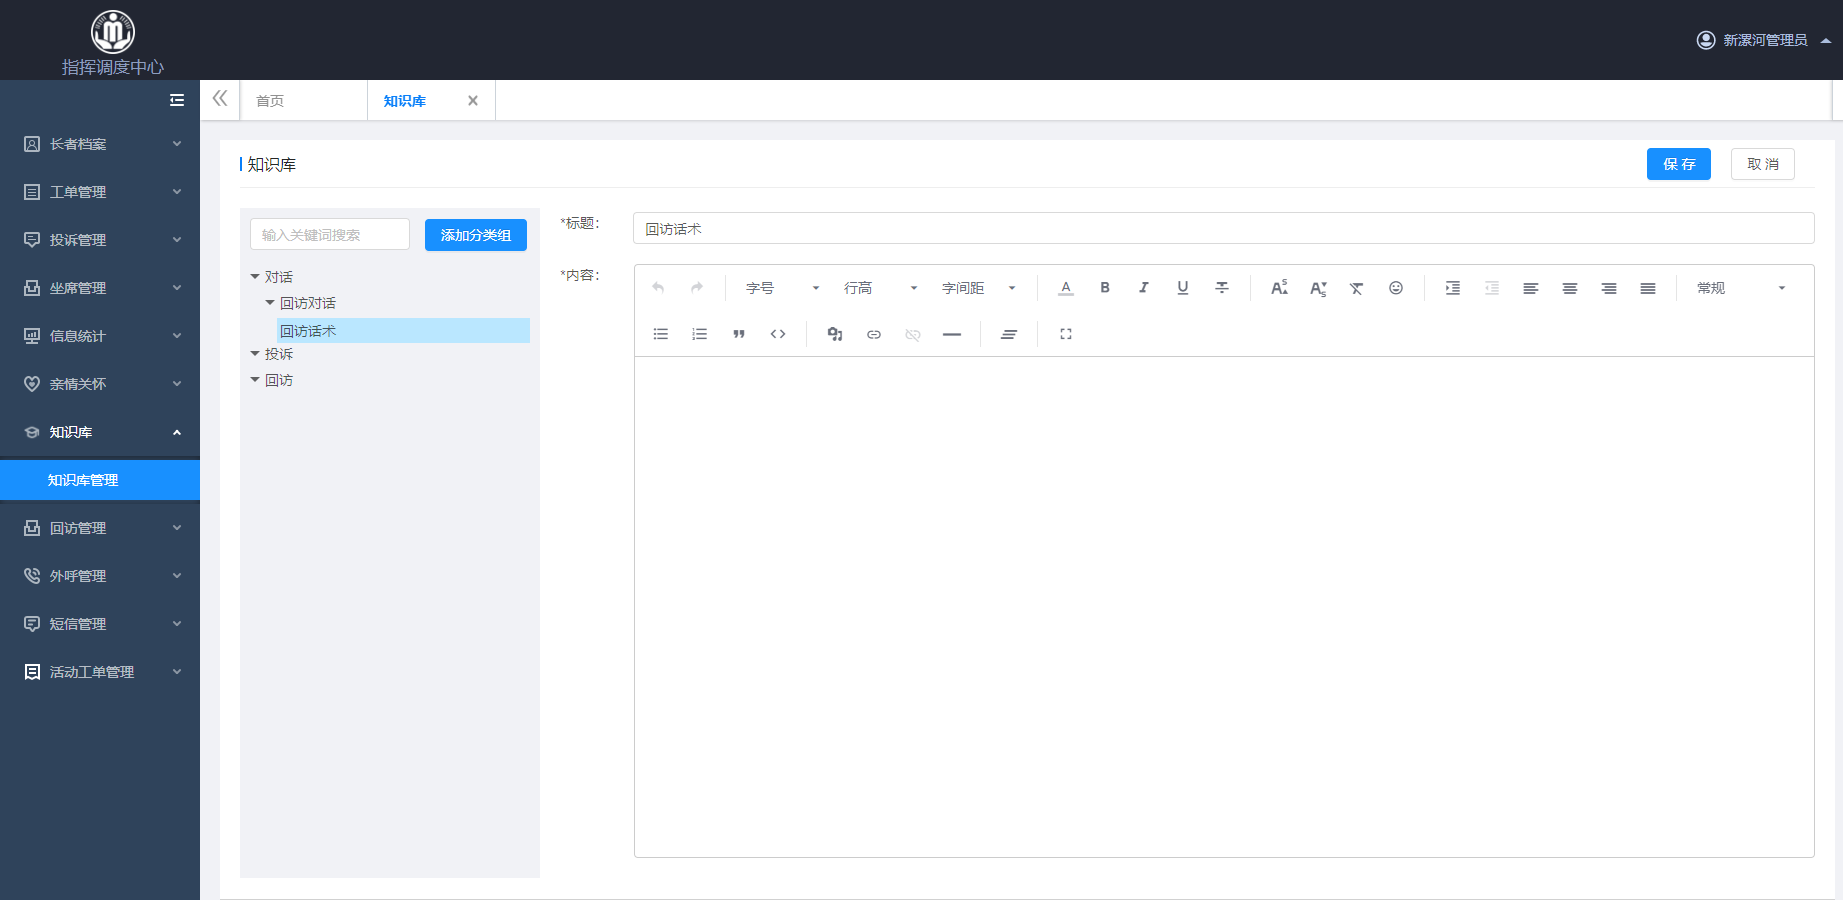 指挥调度中心
新漯河管理员
首页
知识库
长者档案
工单管理
投诉管理
坐席管理
信息统计
亲情关怀
知识库
知识库管理
回访管理
外呼管理
短信管理
活动工单管理
知识库
保 存
取 消
输入关键词搜索
添加分类组
对话
回访对话
回访话术
投诉
回访
*标题:
回访话术
*内容:
字号
行高
字间距
常规